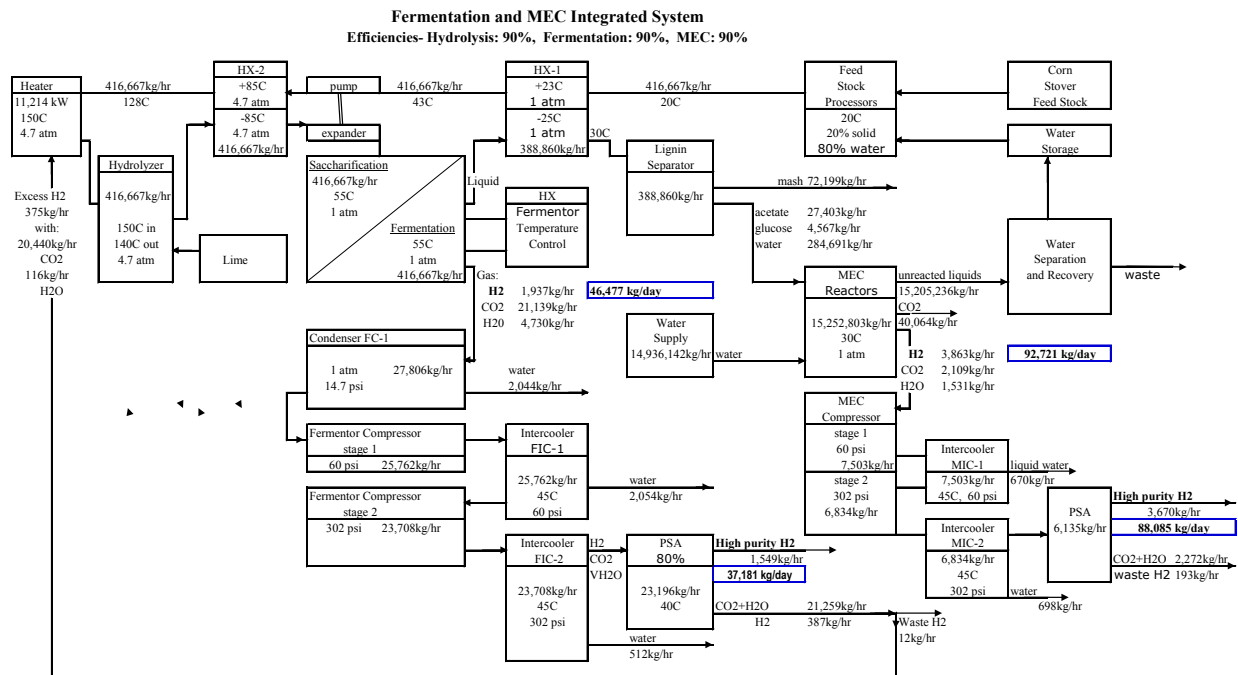 Fermentation and MEC Integrated System
Efficiencies- Hydrolysis: 90%, Fermentation: 90%, MEC: 90%
Heater
11,214 kW
150C
4.7 atm
416,667kg/hr
128C
HX-2
+85C
4.7 atm
-85C
4.7 atm
416,667kg/hr
pump
expander
416,667kg/hr
43C
HX-1
+23C
1 atm
-25C
1 atm
388,860kg/hr
416,667kg/hr
20C
Feed
Stock
Processors
20C
20% solid
80% water
Corn
Stover
Feed Stock
Water
Storage
Hydrolyzer
416,667kg/hr
150C in
140C out
4.7 atm
Lime
Excess H2
375kg/hr
with:
20,440kg/hr
CO2
116kg/hr
H2O
Saccharification
416,667kg/hr
55C
1 atm
Fermentation
55C
1 atm
416,667kg/hr
Liquid
HX
Fermentor
Temperature
Control
30C
Lignin
Separator
388,860kg/hr
mash 72,199kg/hr
acetate 27,403kg/hr
glucose 4,567kg/hr
water 284,691kg/hr
Water
Separation
and Recovery
waste
Gas:
H2 1,937kg/hr 46,477 kg/day
CO2 21,139kg/hr
H20 4,730kg/hr
MEC
Reactors
15,252,803kg/hr
30C
1 atm
unreacted liquids
15,205,236kg/hr
CO2
40,064kg/hr
H2 3,863kg/hr 92,721 kg/day
CO2 2,109kg/hr
H2O 1,531kg/hr
Water
Supply
14,936,142kg/hr
water
Condenser FC-1
1 atm 27,806kg/hr
14.7 psi
water
2,044kg/hr
Fermentor Compressor
stage 1
60 psi 25,762kg/hr
Intercooler
FIC-1
25,762kg/hr
45C
60 psi
water
2,054kg/hr
Fermentor Compressor
stage 2
302 psi 23,708kg/hr
Intercooler
FIC-2
23,708kg/hr
45C
302 psi
H2
CO2
VH2O
water
512kg/hr
PSA
80%
23,196kg/hr
40C
High purity H2
1,549kg/hr
37,181 kg/day
CO2+H2O 21,259kg/hr
H2 387kg/hr
Waste H2
12kg/hr
MEC
Compressor
stage 1
60 psi
7,503kg/hr
stage 2
302 psi
6,834kg/hr
Intercooler
MIC-1
7,503kg/hr
45C, 60 psi
liquid water
670kg/hr
Intercooler
MIC-2
6,834kg/hr
45C
302 psi
water
698kg/hr
PSA
6,135kg/hr
High purity H2
3,670kg/hr
88,085 kg/day
CO2+H2O 2,272kg/hr
waste H2 193kg/hr